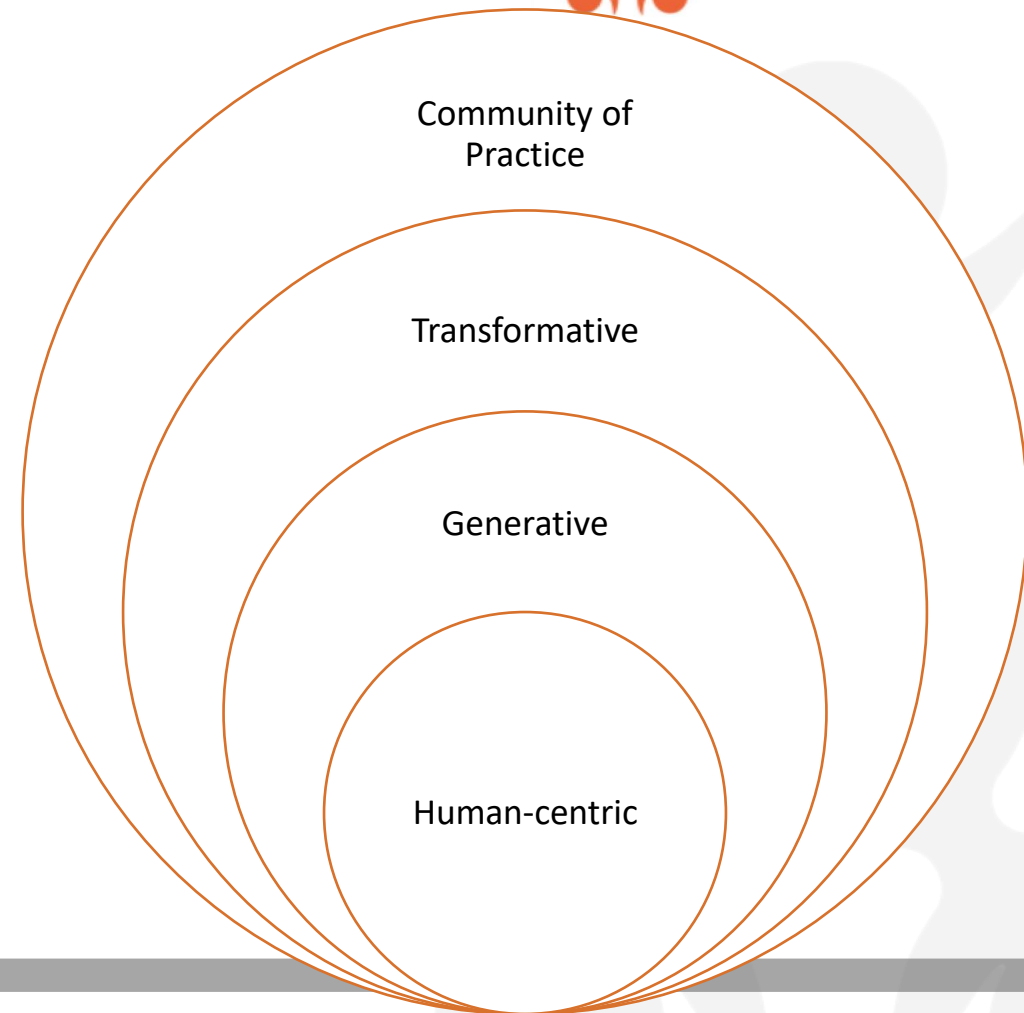 Community of
Practice
Transformative
Generative
Human-centric